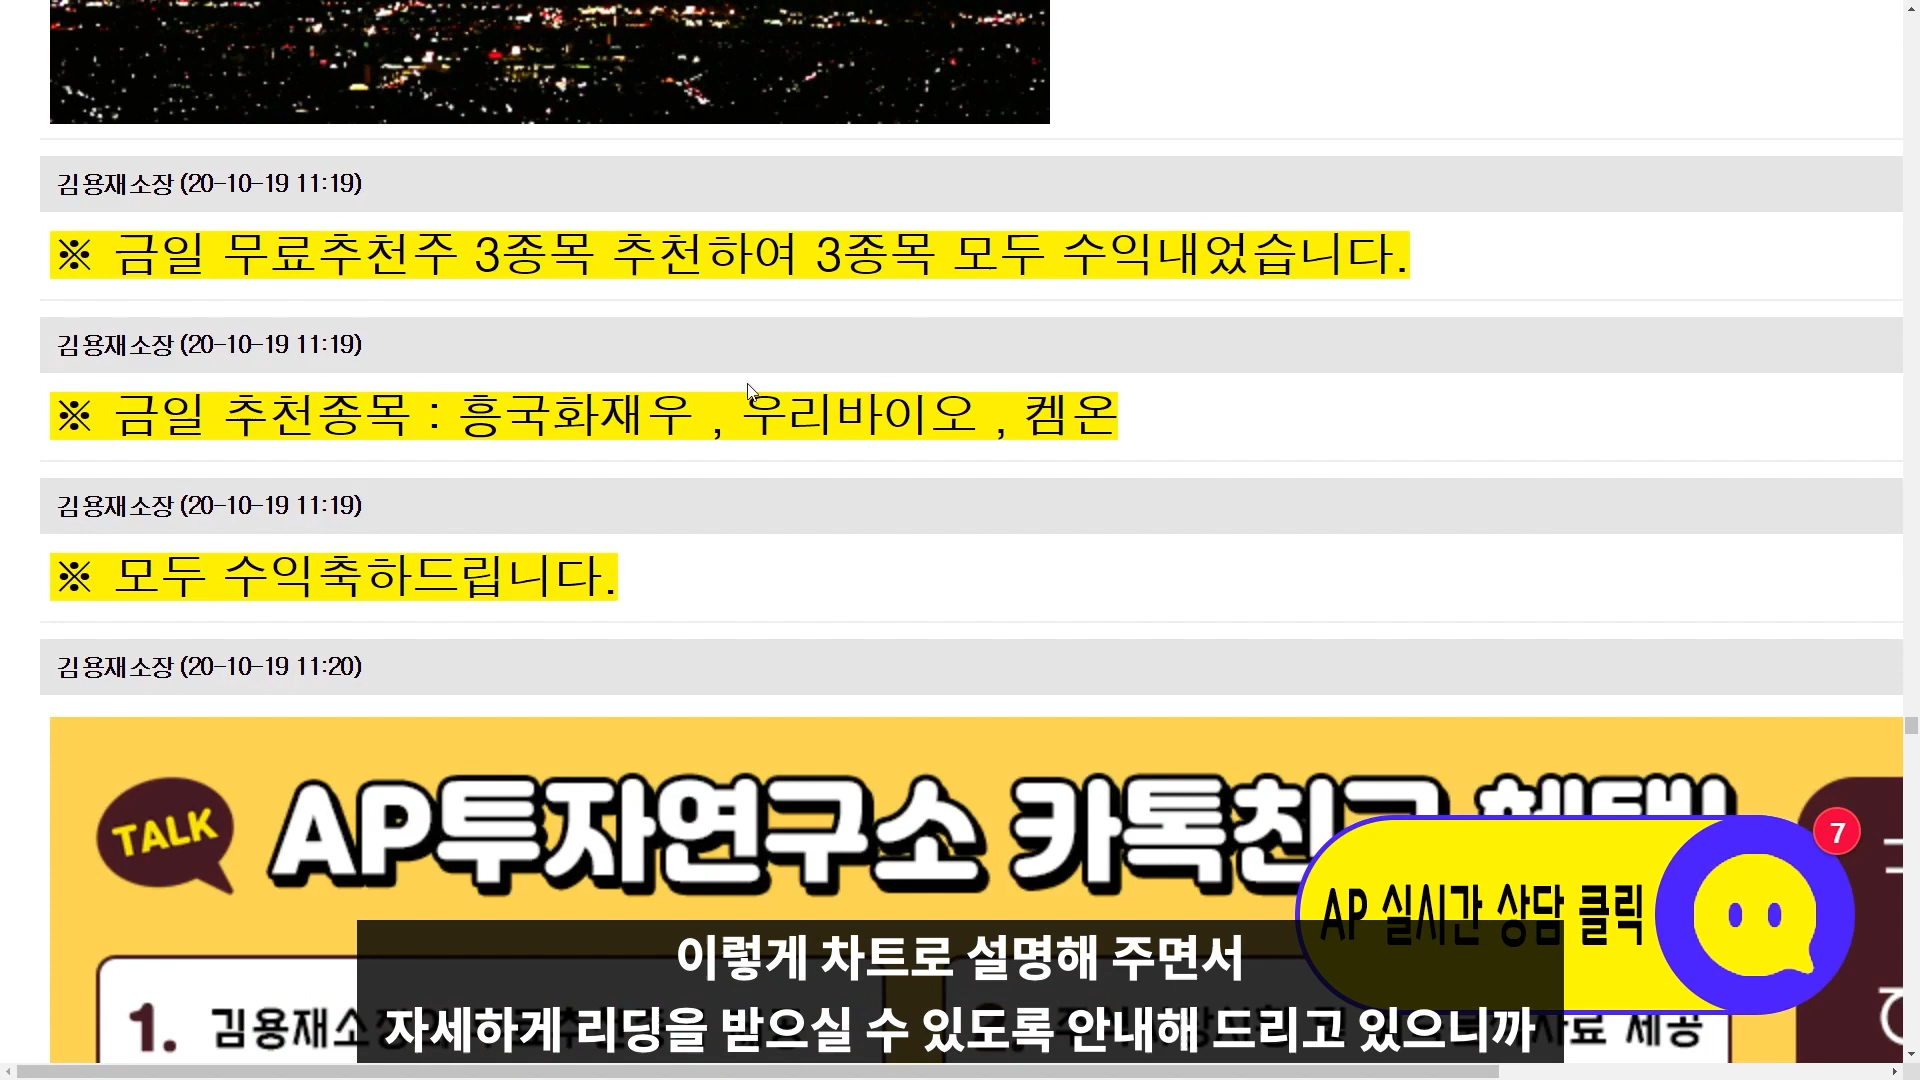 김용재소장 (20-10-19 11:19)
※ 금일 무료추천주 3종목 추천하여 3종목 모두 수익내었습니다.
김용재소장 (20-10-19 11:19)
※ 금일 추천종목 : 흥국화재우 , 우리바이오 , 켐온
김용재소장 (20-10-19 11:19)
※ 모두 수익축하드립니다.
김용재소장 (20-10-19 11:20)
TALK
AP투자연구소 카톡친구 혜택!
7
AP 실시간 상담 클릭
1. 김용재소
자료 제공
이렇게 차트로 설명해 주면서
자세하게 리딩을 받으실 수 있도록 안내해 드리고 있으니까